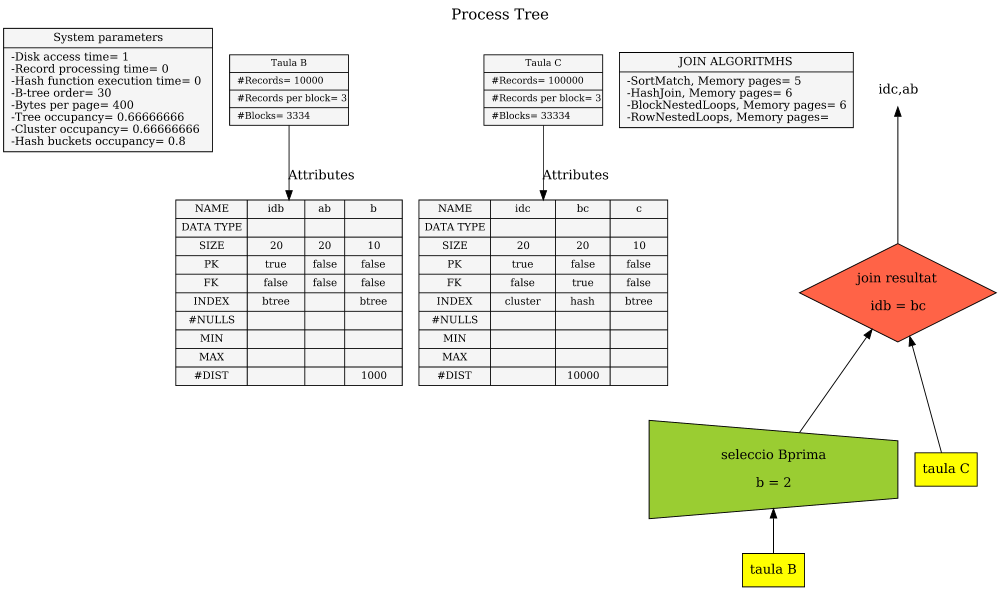 Process Tree
System parameters
-Disk access time= 1
-Record processing time= 0
-Hash function execution time= 0
-B-tree order= 30
-Bytes per page= 400
-Tree occupancy= 0.66666666
-Cluster occupancy= 0.66666666
-Hash buckets occupancy= 0.8
Taula B
#Records= 10000
#Records per block= 3
#Blocks= 3334
Attributes
NAME idb ab b
DATA TYPE
SIZE 20 20 10
PK true false false
FK false false false
INDEX btree btree
#NULLS
MIN
MAX
#DIST 1000
Taula C
#Records= 100000
#Records per block= 3
#Blocks= 33334
Attributes
NAME idc bc c
DATA TYPE
SIZE 20 20 10
PK true false false
FK false true false
INDEX cluster hash btree
#NULLS
MIN
MAX
#DIST 10000
JOIN ALGORITMHS
-SortMatch, Memory pages= 5
-HashJoin, Memory pages= 6
-BlockNestedLoops, Memory pages= 6
-RowNestedLoops, Memory pages=
idc,ab
join resultat
idb = bc
seleccio Bprima
b = 2
taula C
taula B